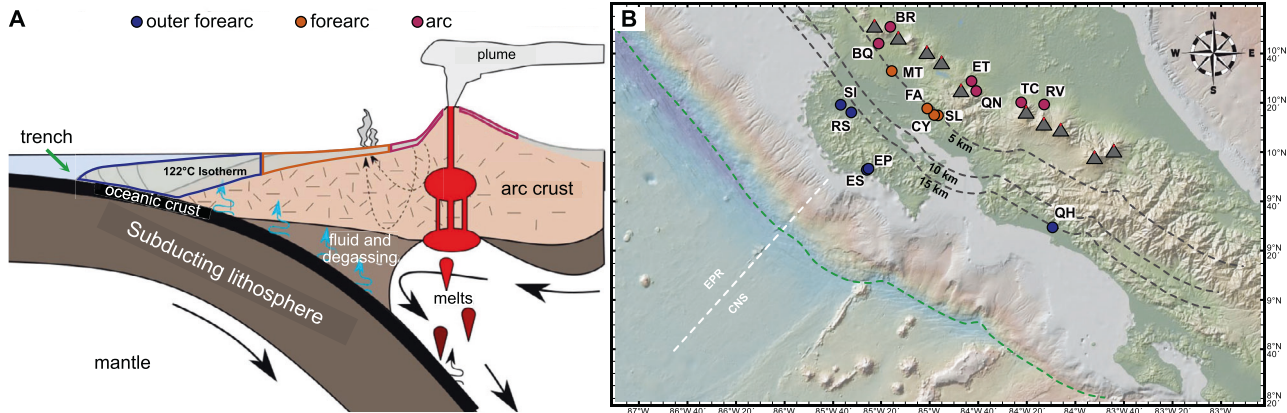 A
outer forearc
forearc
arc
plume
trench
122°C Isotherm
oceanic crust
arc crust
Subducting lithosphere
fluid and
degassing
melts
mantle
B
N
W
E
S
BR
BQ
MT
ET
QN
TC
RV
SI
RS
FA
CY
SL
EP
ES
QH
5 km
10 km
15 km
EPR
CNS
10°N
40'
10°N
20'
10°N
9°N
40'
9°N
20'
9°N
8°N
40'
8°N
20'
87°W
86°W 40'
86°W 20'
86°W
85°W 40'
85°W 20'
85°W
84°W 40'
84°W 20'
84°W
83°W 40'
83°W 20'
83°W